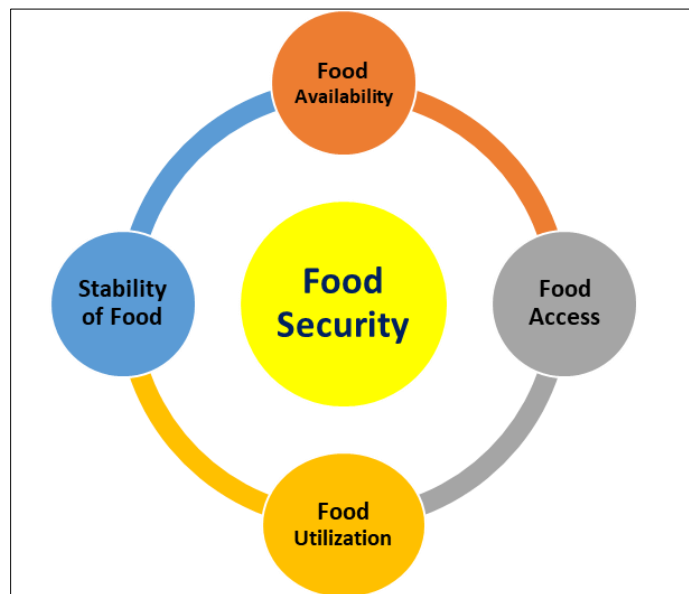 Food
Availability
Stability
of Food
Food
Security
Food
Access
Food
Utilization